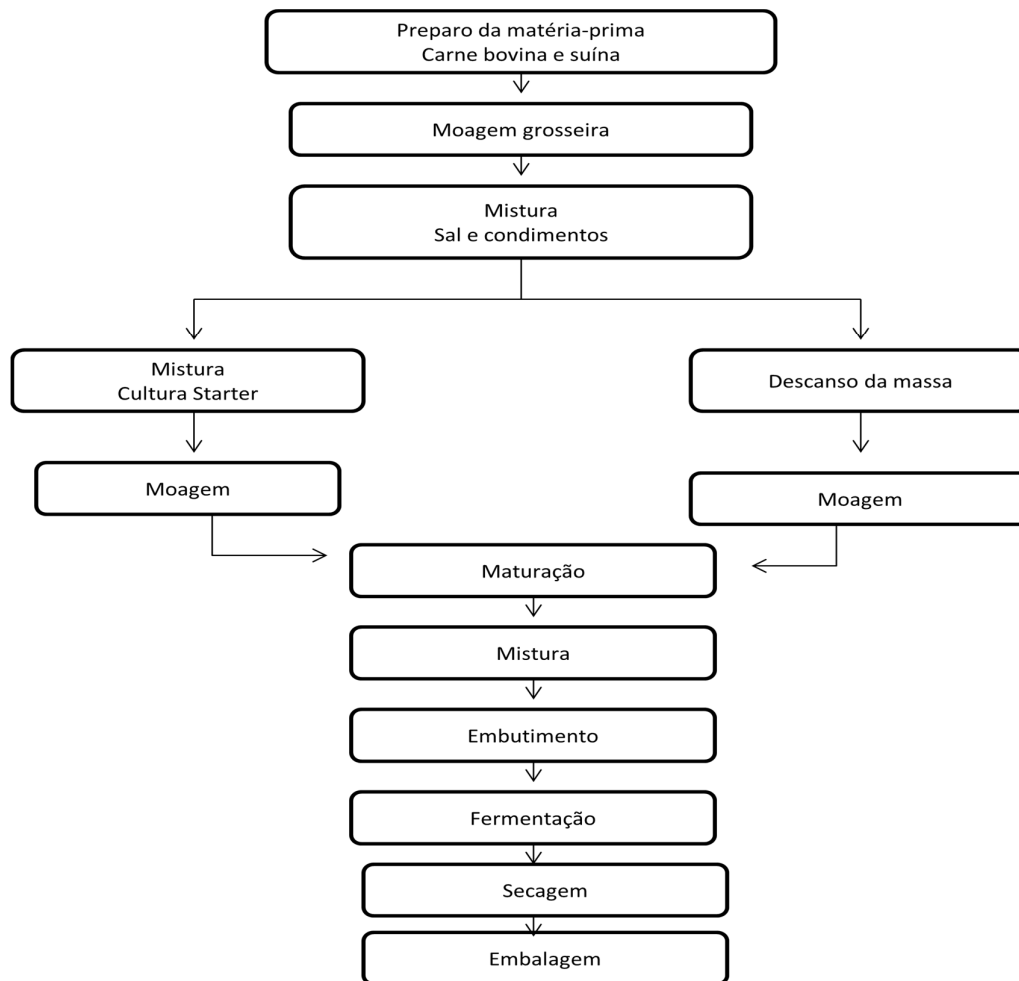 Preparo da matéria-prima
Carne bovina e suína
Moagem grosseira
Mistura
Sal e condimentos
Mistura
Cultura Starter
Descanso da massa
Moagem
Moagem
Maturação
Mistura
Embutimento
Fermentação
Secagem
Embalagem